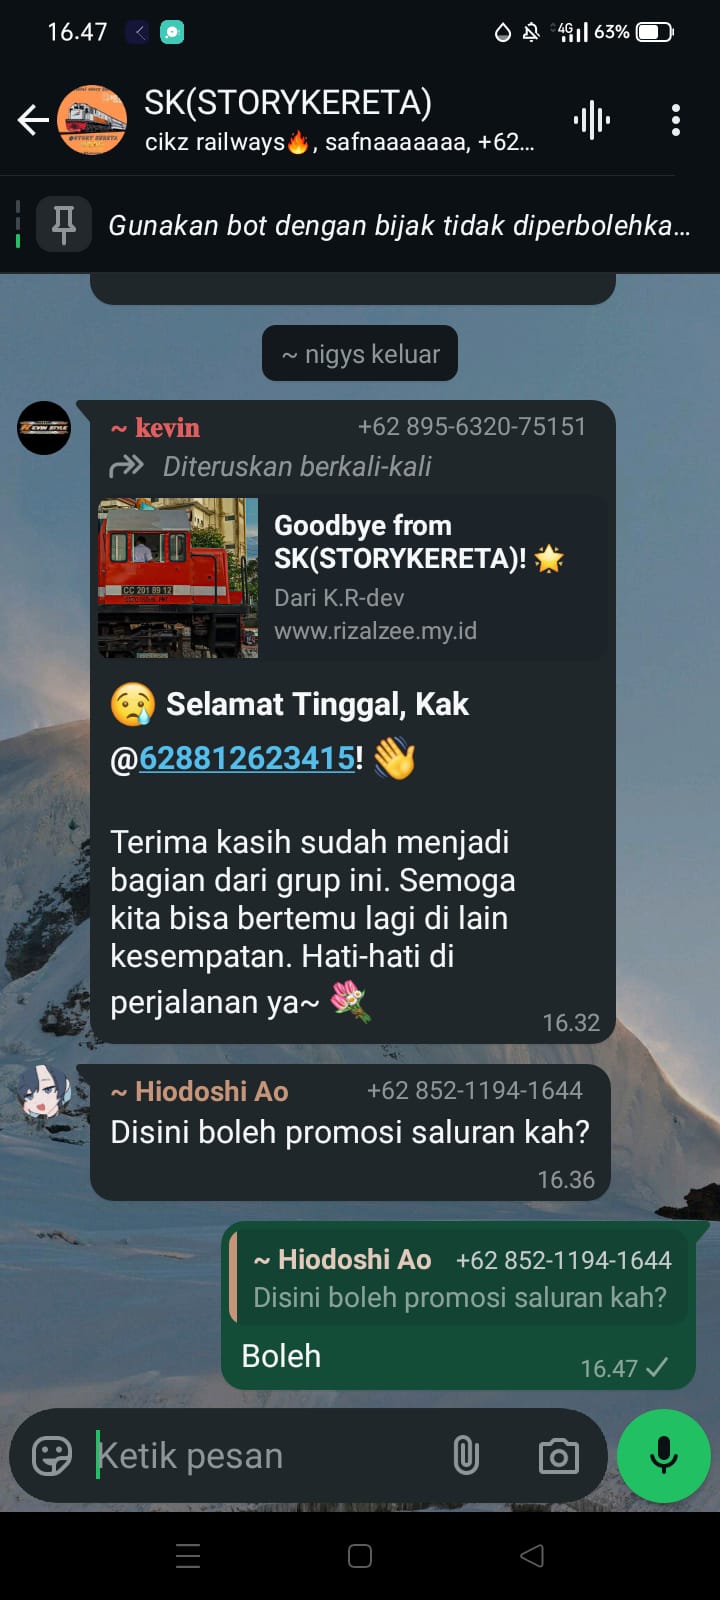 16.47
4G
63%
SK(STORYKERETA)
cikz railways🔥, safnaaaaaaa, +62...
Gunakan bot dengan bijak tidak diperbolehka...
~ nigys keluar
~ kevin +62 895-6320-75151
Diteruskan berkali-kali
Goodbye from
SK(STORYKERETA)! 🌟
Dari K.R-dev
www.rizalzee.my.id
CC 201 89 12
😢 Selamat Tinggal, Kak
@628812623415! 👋
Terima kasih sudah menjadi
bagian dari grup ini. Semoga
kita bisa bertemu lagi di lain
kesempatan. Hati-hati di
perjalanan ya~ 💐
16.32
~ Hiodoshi Ao +62 852-1194-1644
Disini boleh promosi saluran kah?
16.36
~ Hiodoshi Ao +62 852-1194-1644
Disini boleh promosi saluran kah?
Boleh
16.47
Ketik pesan